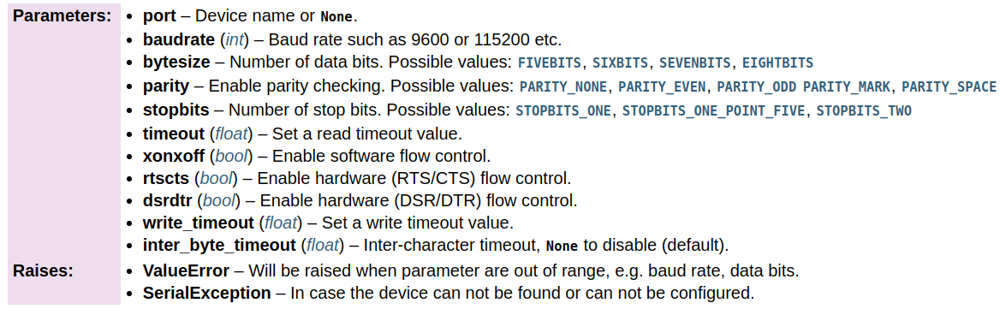 Parameters: • port – Device name or None.
• baudrate (int) – Baud rate such as 9600 or 115200 etc.
• bytesize – Number of data bits. Possible values: FIVEBITS, SIXBITS, SEVENBITS, EIGHTBITS
• parity – Enable parity checking. Possible values: PARITY_NONE, PARITY_EVEN, PARITY_ODD PARITY_MARK, PARITY_SPACE
• stopbits – Number of stop bits. Possible values: STOPBITS_ONE, STOPBITS_ONE_POINT_FIVE, STOPBITS_TWO
• timeout (float) – Set a read timeout value.
• xonxoff (bool) – Enable software flow control.
• rtscts (bool) – Enable hardware (RTS/CTS) flow control.
• dsrdtr (bool) – Enable hardware (DSR/DTR) flow control.
• write_timeout (float) – Set a write timeout value.
• inter_byte_timeout (float) – Inter-character timeout, None to disable (default).
Raises: • ValueError – Will be raised when parameter are out of range, e.g. baud rate, data bits.
• SerialException – In case the device can not be found or can not be configured.